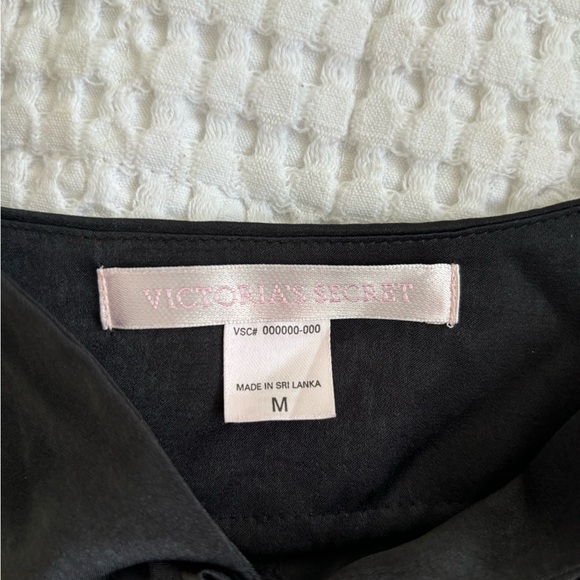 VICTORIA'S SECRET
VSC# 000000-000
MADE IN SRI LANKA
M